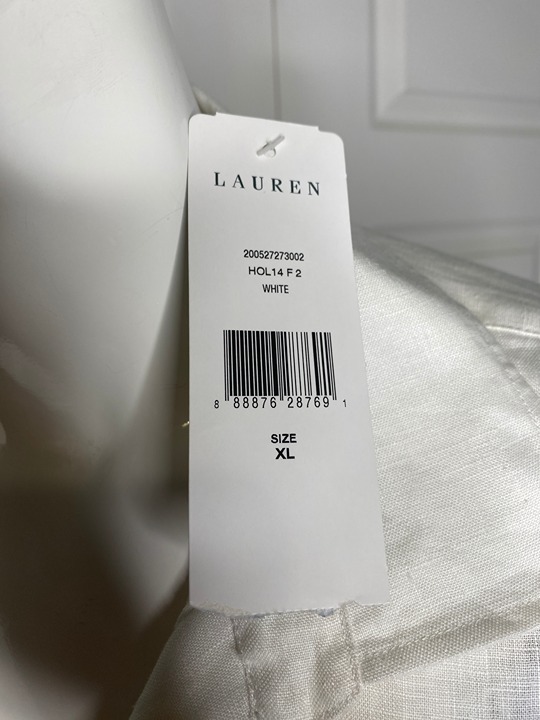 LAUREN
200527273002
HOL14 F 2
WHITE
8 88876 28769 1
SIZE
XL